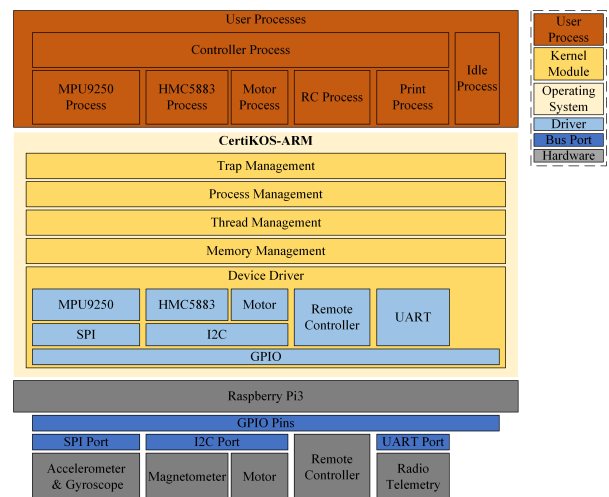 User Processes
Controller Process
MPU9250 Process
HMC5883 Process
Motor Process
RC Process
Print Process
Idle Process
CertiKOS-ARM
Trap Management
Process Management
Thread Management
Memory Management
Device Driver
MPU9250
HMC5883
Motor
Remote Controller
UART
SPI
I2C
GPIO
Raspberry Pi3
GPIO Pins
SPI Port
I2C Port
UART Port
Accelerometer & Gyroscope
Magnetometer
Motor
Remote Controller
Radio Telemetry
User Process
Kernel Module
Operating System
Driver
Bus Port
Hardware